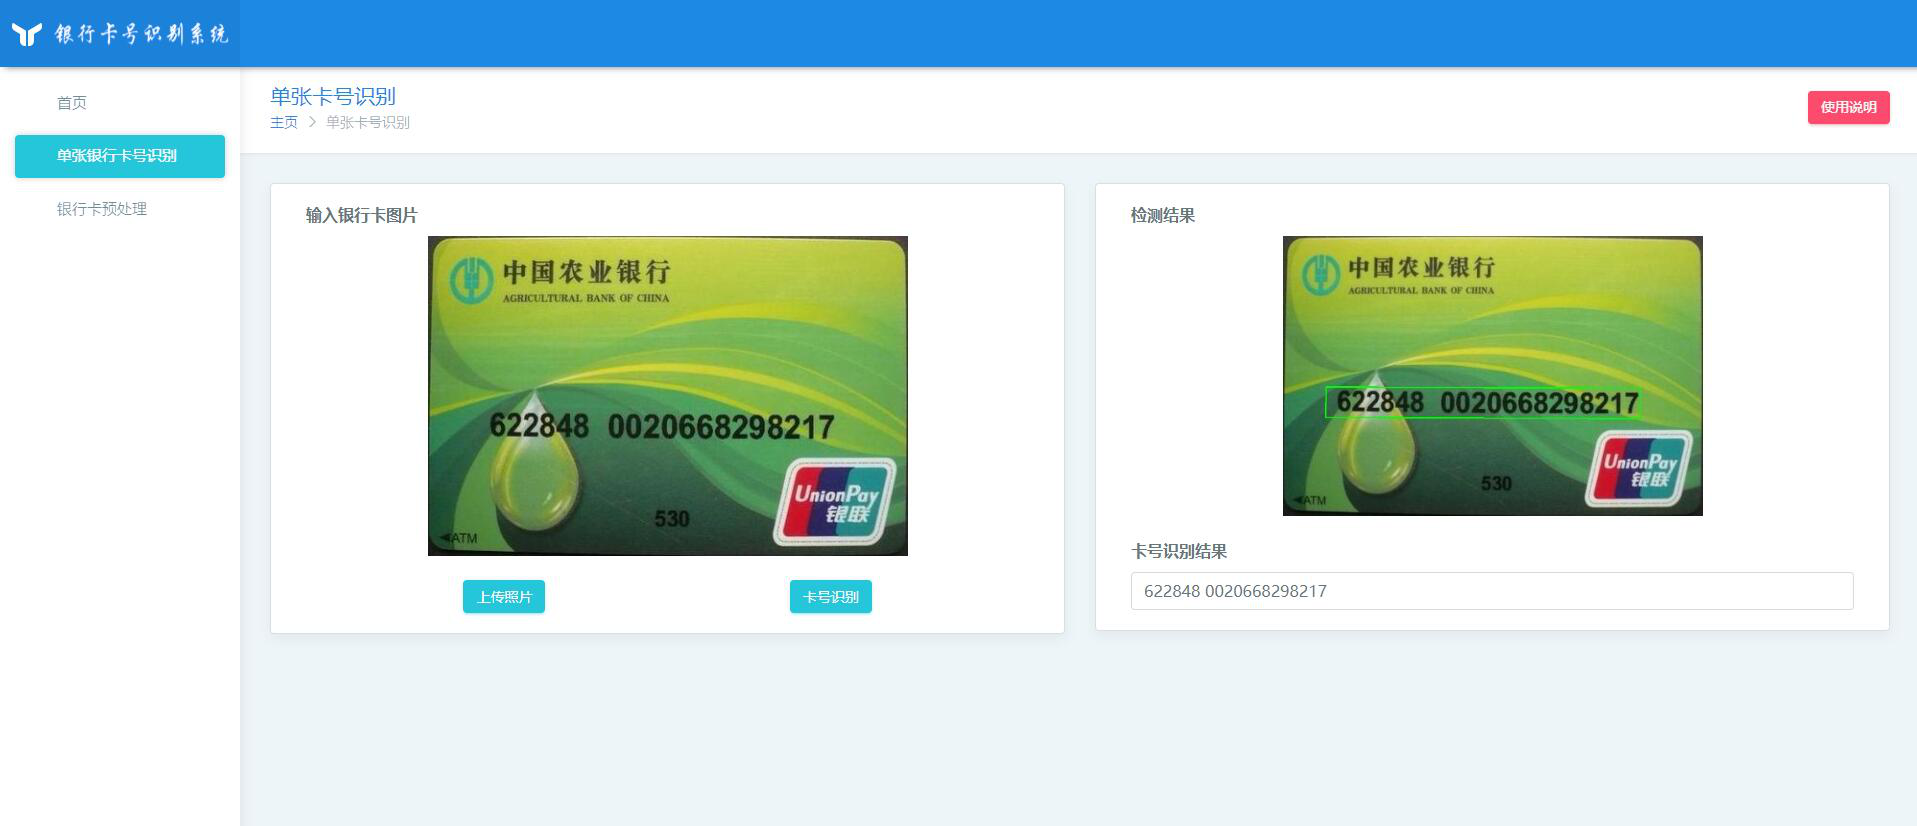 银行卡号识别系统
首页
单张银行卡号识别
银行卡预处理
单张卡号识别
主页 > 单张卡号识别
使用说明
输入银行卡图片
中国农业银行
AGRICULTURAL BANK OF CHINA
622848 0020668298217
UnionPay
银联
530
◀ATM
上传照片
卡号识别
检测结果
中国农业银行
AGRICULTURAL BANK OF CHINA
622848 0020668298217
UnionPay
银联
530
◀ATM
卡号识别结果
622848 0020668298217